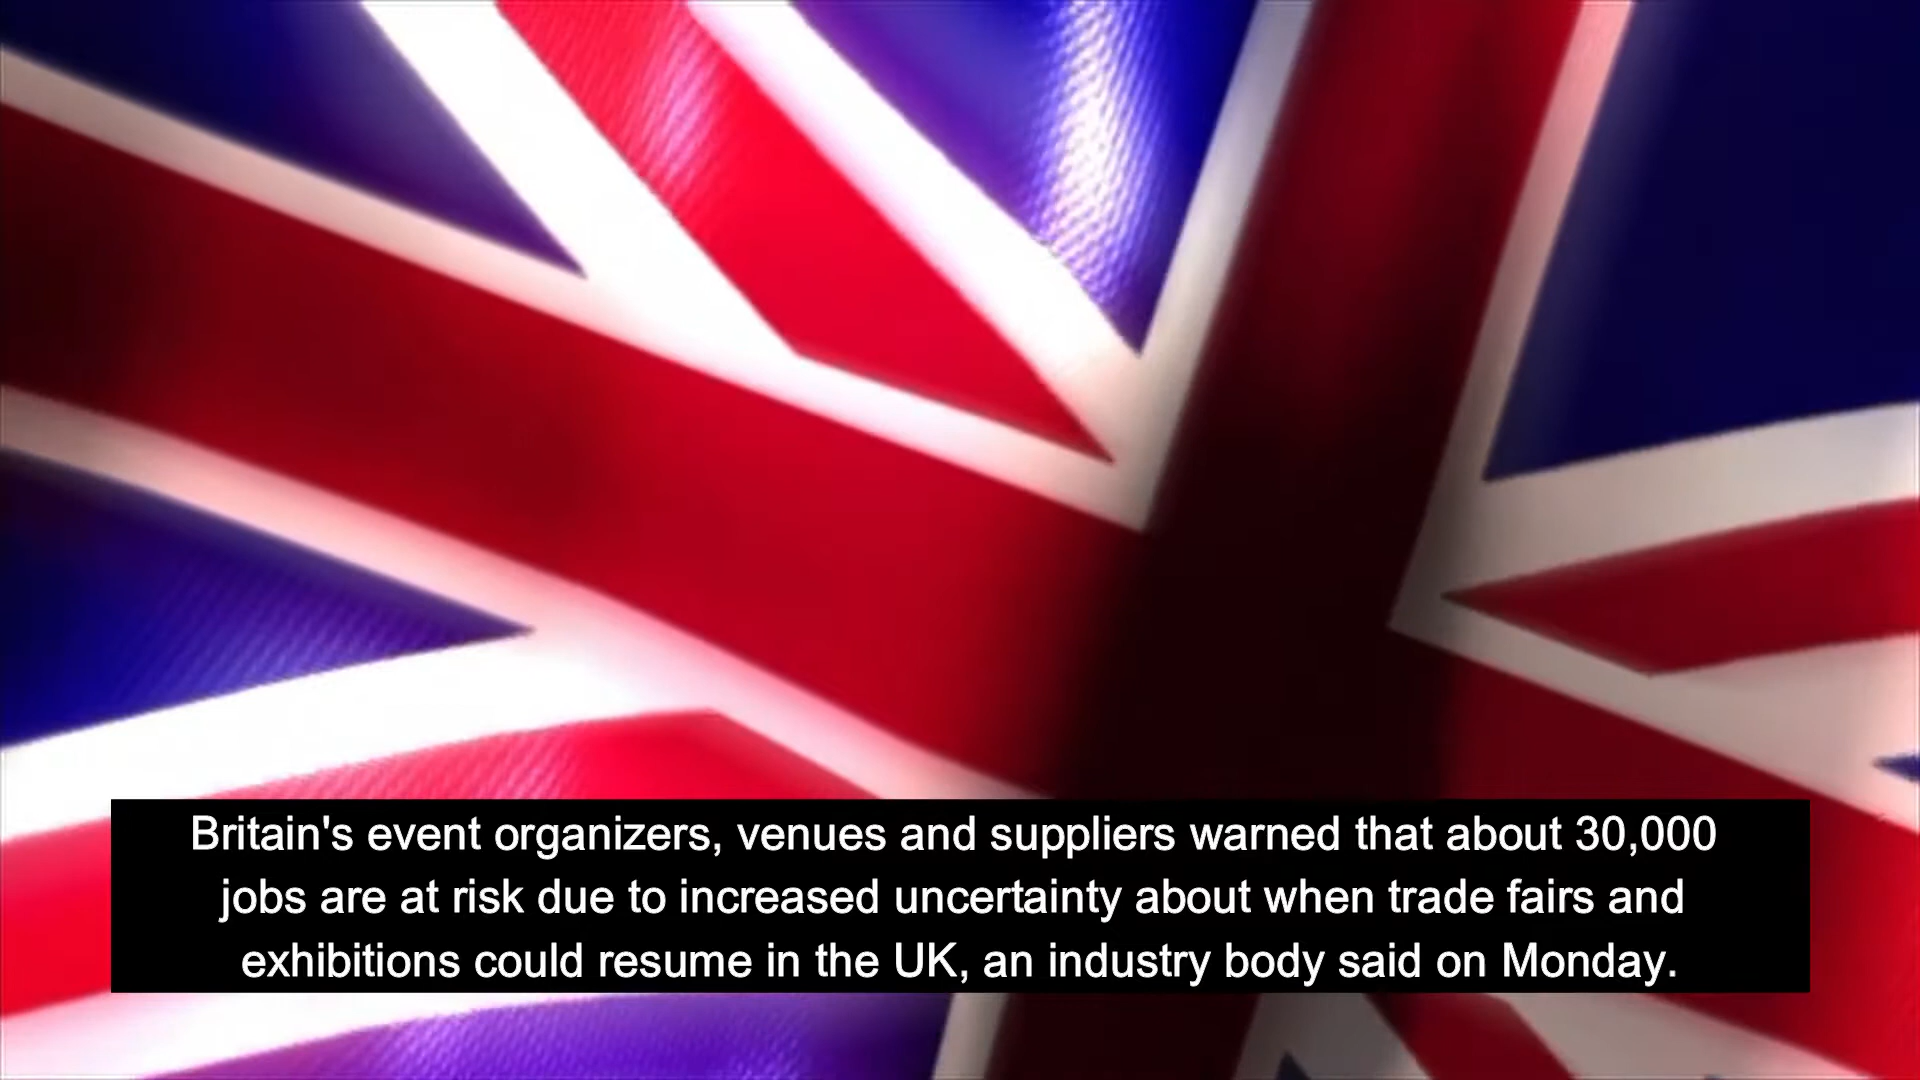 Britain's event organizers, venues and suppliers warned that about 30,000
jobs are at risk due to increased uncertainty about when trade fairs and
exhibitions could resume in the UK, an industry body said on Monday.